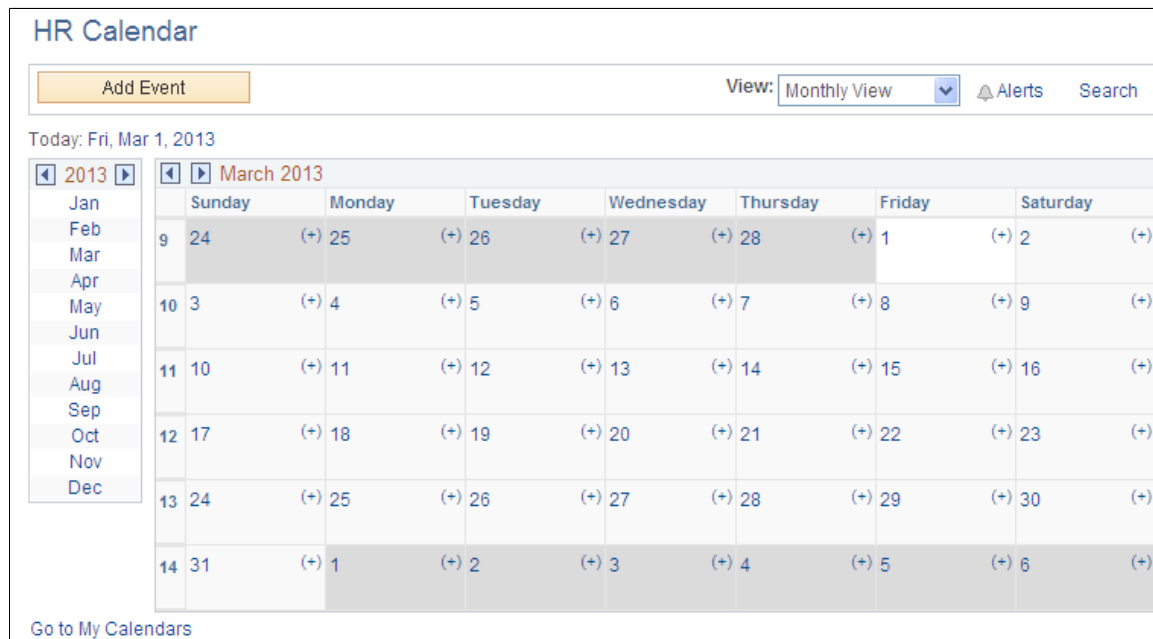 HR Calendar
Add Event View: Monthly View Alerts Search
Today: Fri, Mar 1, 2013
2013 March 2013
Jan
Feb
Mar
Apr
May
Jun
Jul
Aug
Sep
Oct
Nov
Dec
Sunday Monday Tuesday Wednesday Thursday Friday Saturday
9 24 (+) 25 (+) 26 (+) 27 (+) 28 (+) 1 (+) 2 (+)
10 3 (+) 4 (+) 5 (+) 6 (+) 7 (+) 8 (+) 9 (+)
11 10 (+) 11 (+) 12 (+) 13 (+) 14 (+) 15 (+) 16 (+)
12 17 (+) 18 (+) 19 (+) 20 (+) 21 (+) 22 (+) 23 (+)
13 24 (+) 25 (+) 26 (+) 27 (+) 28 (+) 29 (+) 30 (+)
14 31 (+) 1 (+) 2 (+) 3 (+) 4 (+) 5 (+) 6 (+)
Go to My Calendars